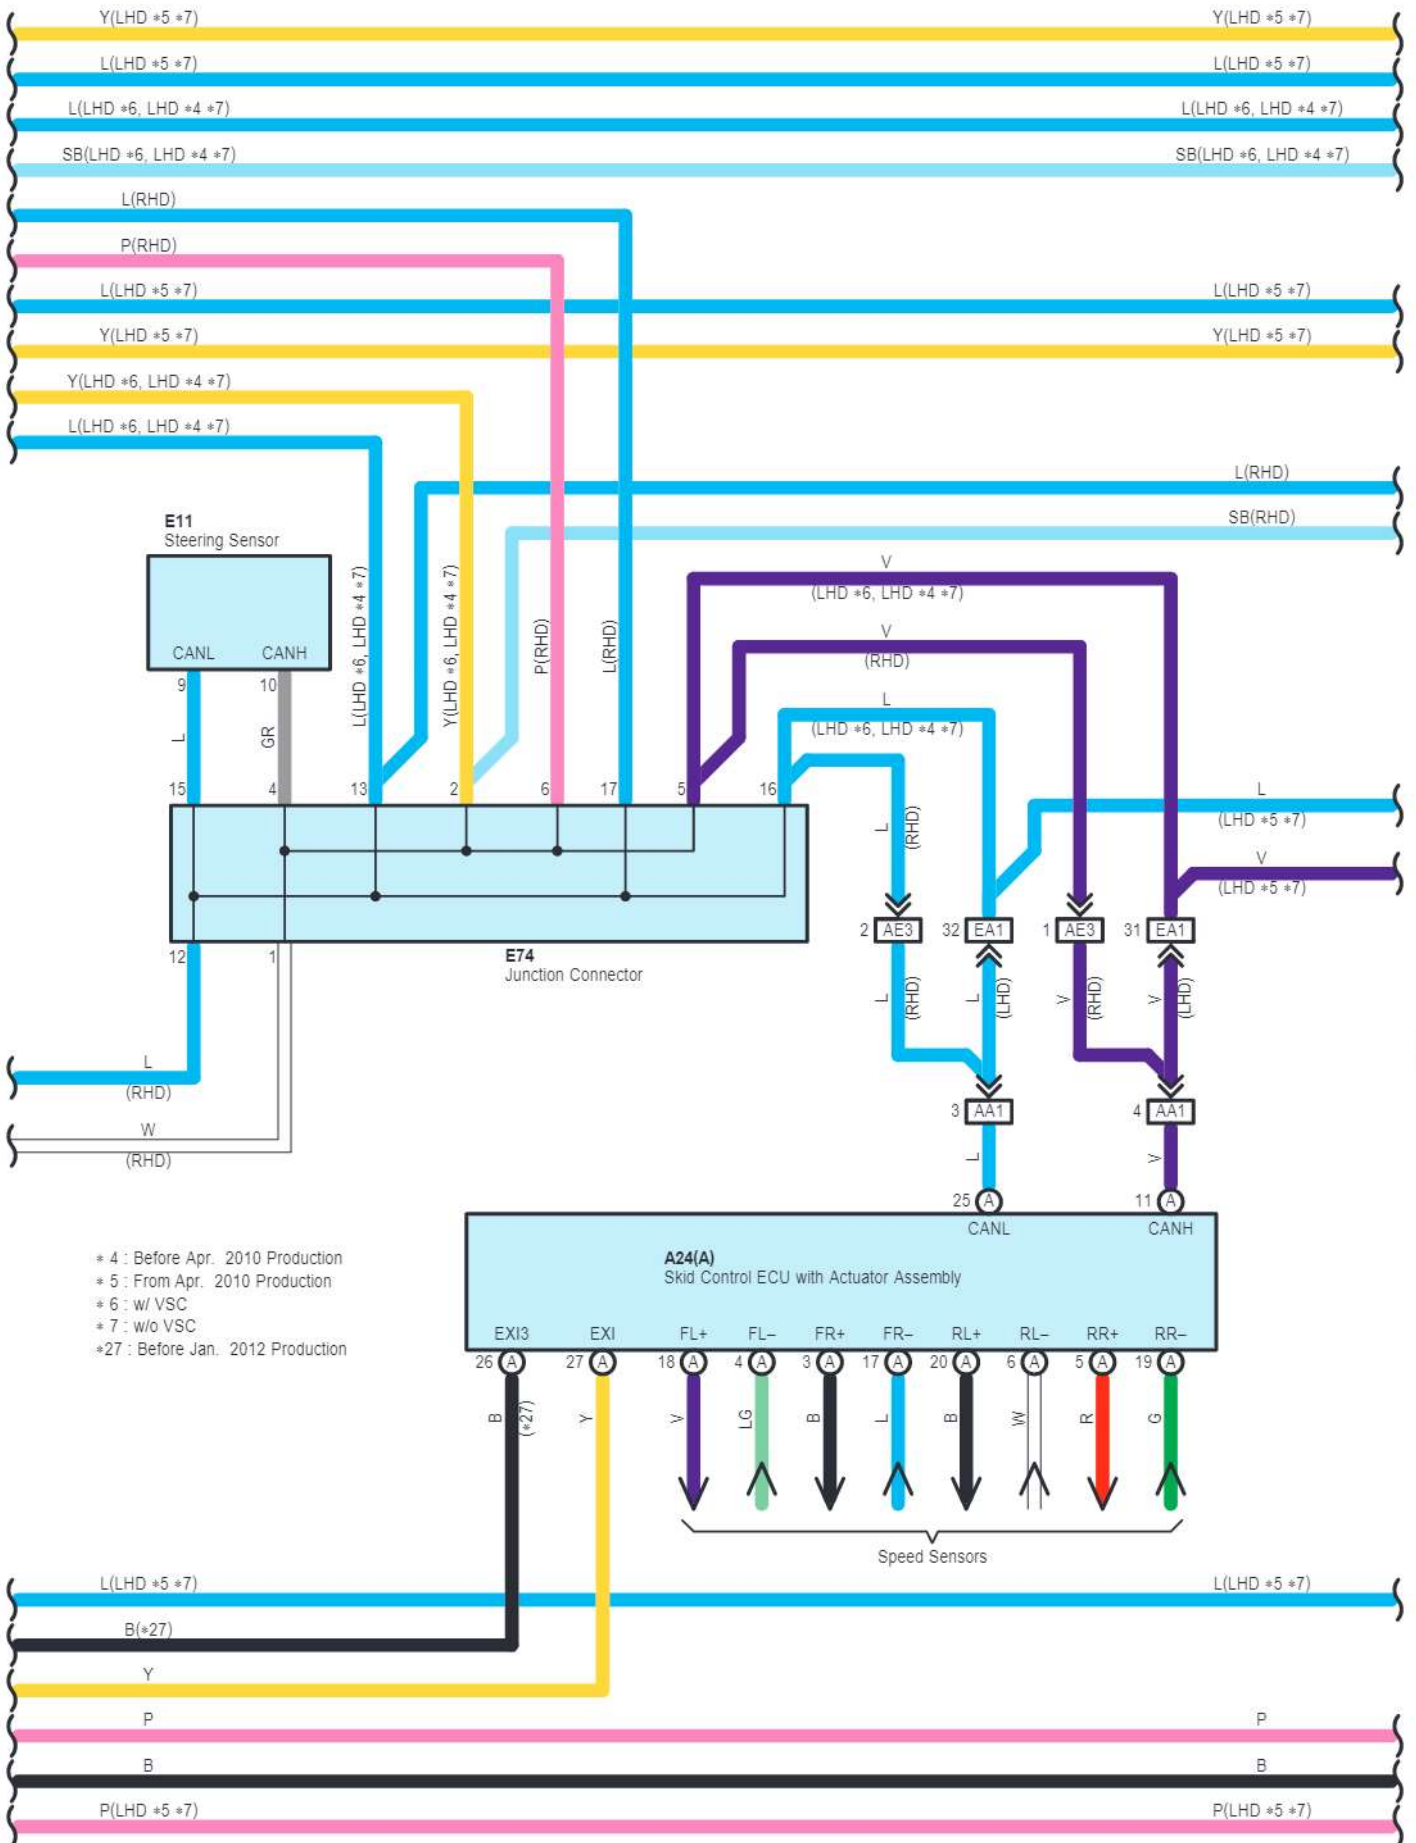 Y(LHD *5 *7) Y(LHD *5 *7)
L(LHD *5 *7) L(LHD *5 *7)
L(LHD *6, LHD *4 *7) L(LHD *6, LHD *4 *7)
SB(LHD *6, LHD *4 *7) SB(LHD *6, LHD *4 *7)
L(RHD)
P(RHD)
L(LHD *5 *7) L(LHD *5 *7)
Y(LHD *5 *7) Y(LHD *5 *7)
Y(LHD *6, LHD *4 *7)
L(LHD *6, LHD *4 *7)
L(RHD)
SB(RHD)
E11
Steering Sensor
CANL CANH
9 10
L GR
L(LHD *6, LHD *4 *7)
Y(LHD *6, LHD *4 *7)
P(RHD)
L(RHD)
V
(LHD *6, LHD *4 *7)
V
(RHD)
L
(LHD *6, LHD *4 *7)
15 4 13 2 6 17 5 16
L
(RHD)
L
(LHD *5 *7)
V
(LHD *5 *7)
2 AE3 32 EA1 1 AE3 31 EA1
12 1
E74
Junction Connector
L
(RHD)
L
(LHD)
V
(RHD)
V
(LHD)
L
(RHD)
W
(RHD)
3 AA1 4 AA1
L V
25 A 11 A
CANL CANH
A24(A)
Skid Control ECU with Actuator Assembly
* 4 : Before Apr. 2010 Production
* 5 : From Apr. 2010 Production
* 6 : w/ VSC
* 7 : w/o VSC
*27 : Before Jan. 2012 Production
EXI3 EXI FL+ FL– FR+ FR– RL+ RL– RR+ RR–
26 A 27 A 18 A 4 A 3 A 17 A 20 A 6 A 5 A 19 A
B (*27) Y V LG B L B W R G
Speed Sensors
L(LHD *5 *7) L(LHD *5 *7)
B(*27)
Y
P P
B B
P(LHD *5 *7) P(LHD *5 *7)